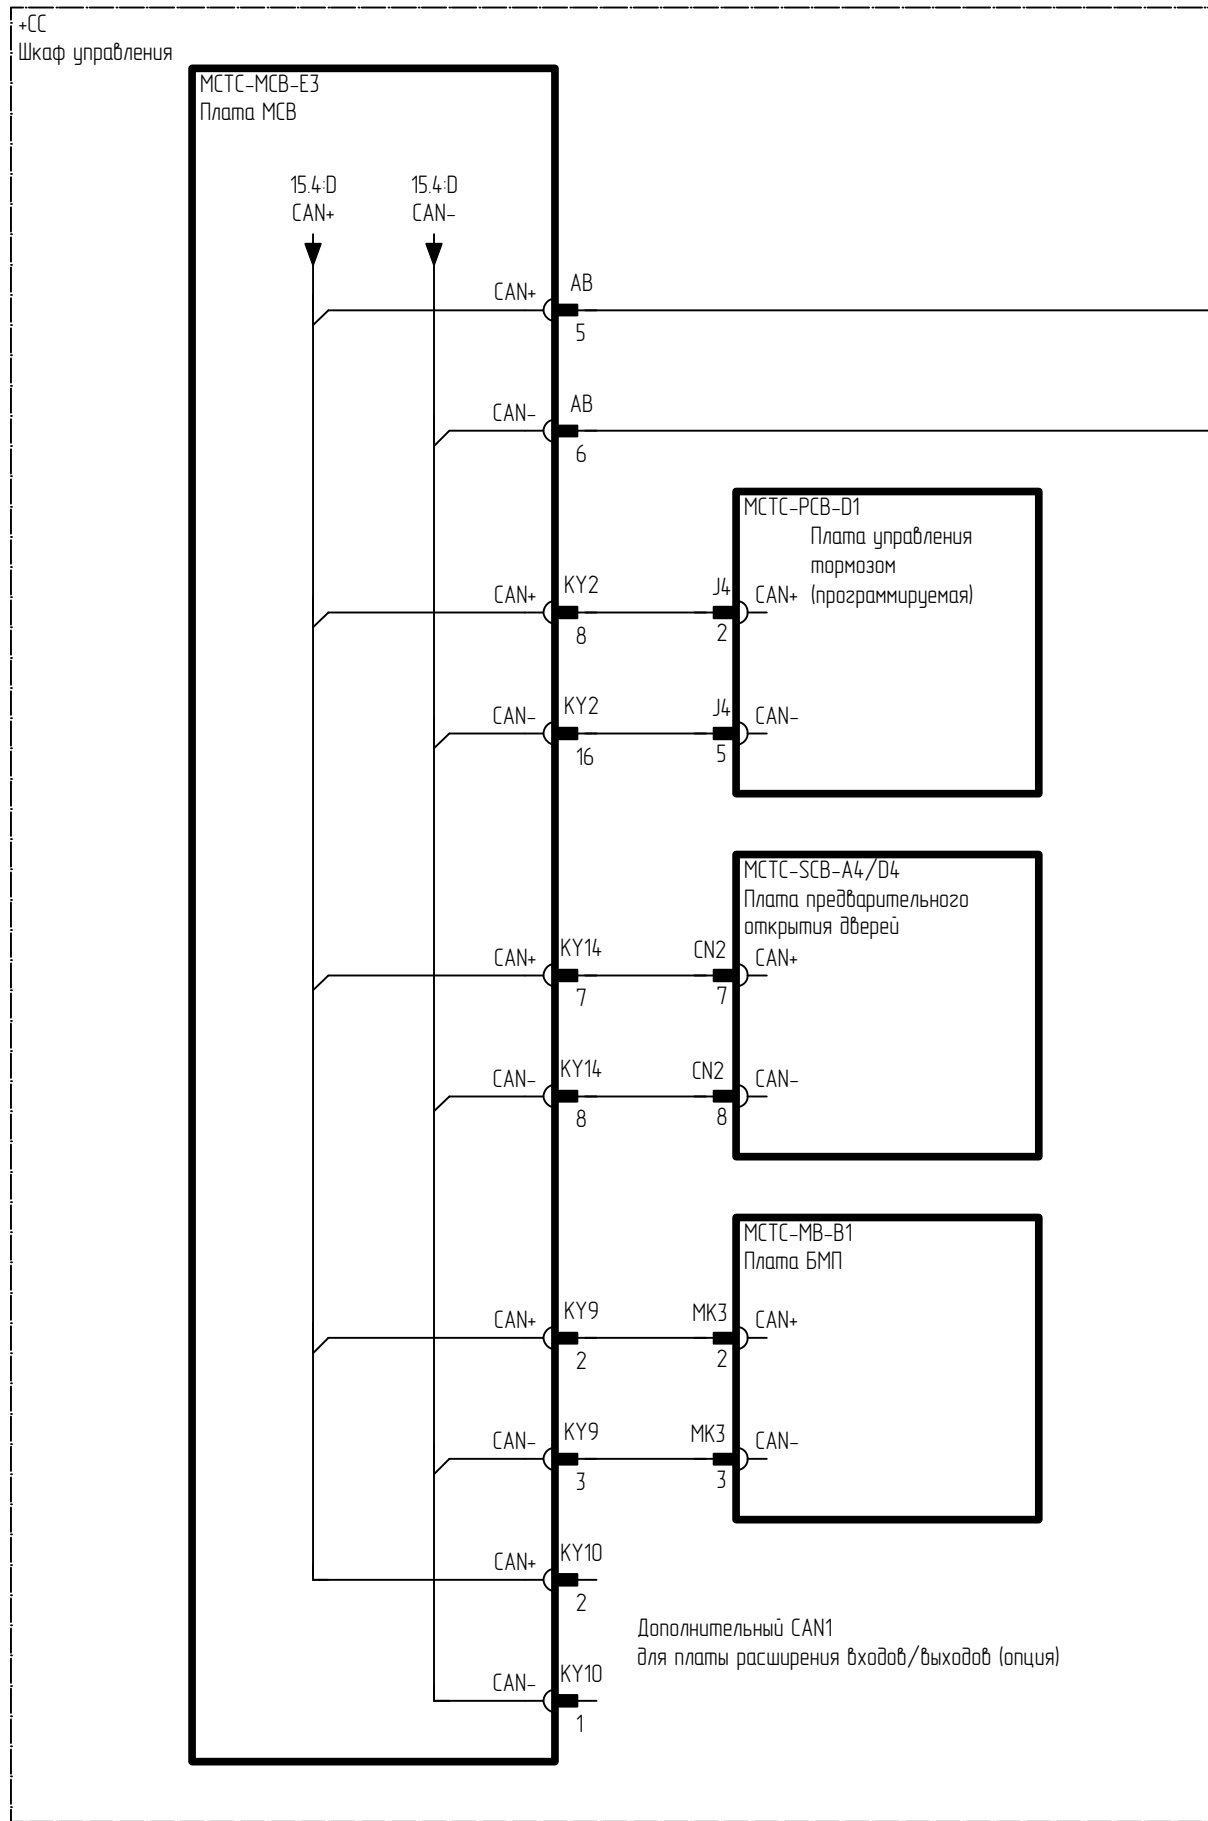 +CC
Шкаф управления
MCTC-MCB-E3
Плата МСВ
15.4:D
CAN+
15.4:D
CAN-
CAN+
AB
5
CAN-
AB
6
MCTC-PCB-D1
Плата управления
тормозом
(программируемая)
CAN+
KY2
8
J4
2
CAN+
CAN-
KY2
16
J4
5
CAN-
MCTC-SCB-A4/D4
Плата предварительного
открытия дверей
CAN+
KY14
7
CN2
7
CAN+
CAN-
KY14
8
CN2
8
CAN-
MCTC-MB-B1
Плата БМП
CAN+
KY9
2
MK3
2
CAN+
CAN-
KY9
3
MK3
3
CAN-
CAN+
KY10
2
Дополнительный CAN1
для платы расширения входов/выходов (опция)
CAN-
KY10
1